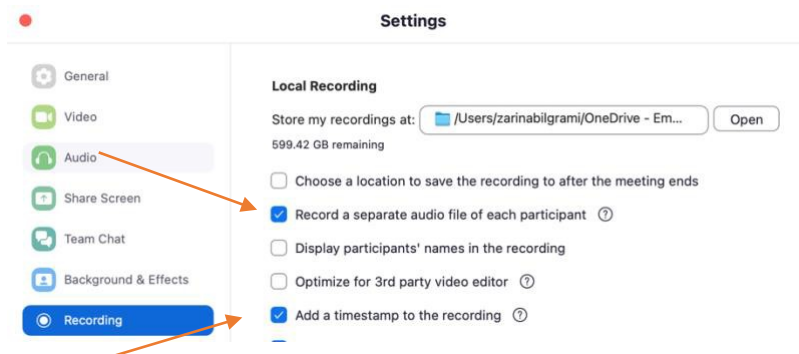 Settings
General
Video
Audio
Share Screen
Team Chat
Background & Effects
Recording
Local Recording
Store my recordings at: /Users/zarinabilgrami/OneDrive - Em... Open
599.42 GB remaining
Choose a location to save the recording to after the meeting ends
Record a separate audio file of each participant ?
Display participants' names in the recording
Optimize for 3rd party video editor ?
Add a timestamp to the recording ?